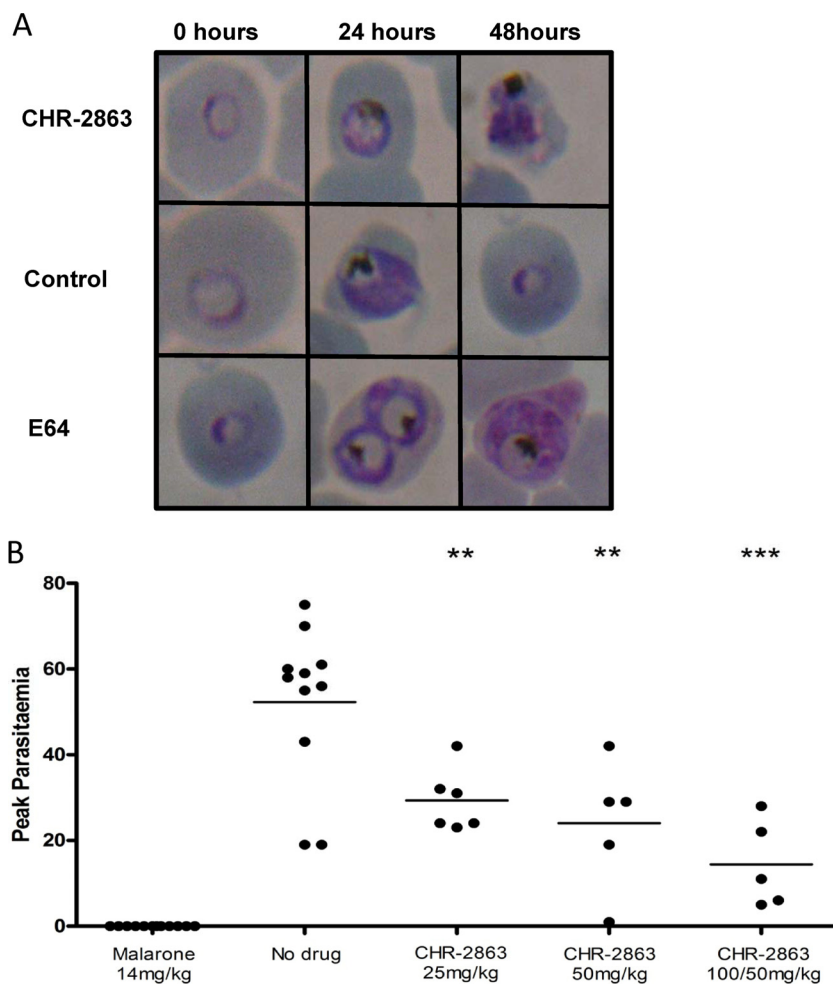 A
0 hours 24 hours 48hours
CHR-2863
Control
E64
B
** ** ***
80
60
40
20
0
Peak Parasitaemia
Malarone No drug CHR-2863 CHR-2863 CHR-2863
14mg/kg 25mg/kg 50mg/kg 100/50mg/kg